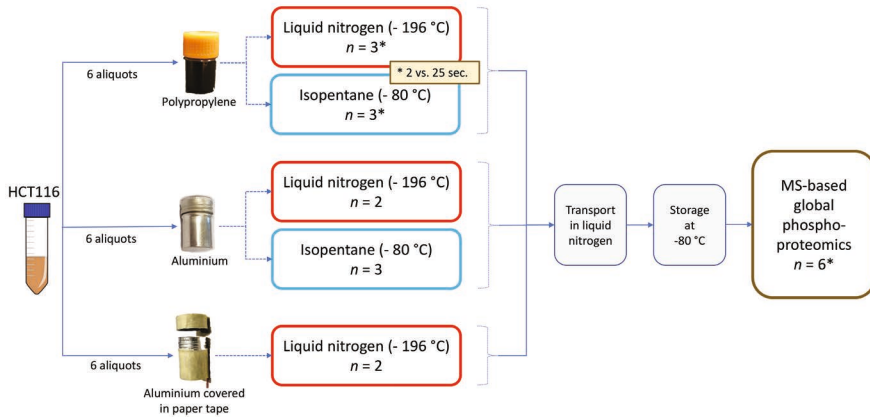 HCT116
6 aliquots
Polypropylene
Liquid nitrogen (- 196 °C)
n = 3*
* 2 vs. 25 sec.
Isopentane (- 80 °C)
n = 3*
6 aliquots
Aluminium
Liquid nitrogen (- 196 °C)
n = 2
Isopentane (- 80 °C)
n = 3
6 aliquots
Aluminium covered
in paper tape
Liquid nitrogen (- 196 °C)
n = 2
Transport
in liquid
nitrogen
Storage
at
-80 °C
MS-based
global
phospho-
proteomics
n = 6*